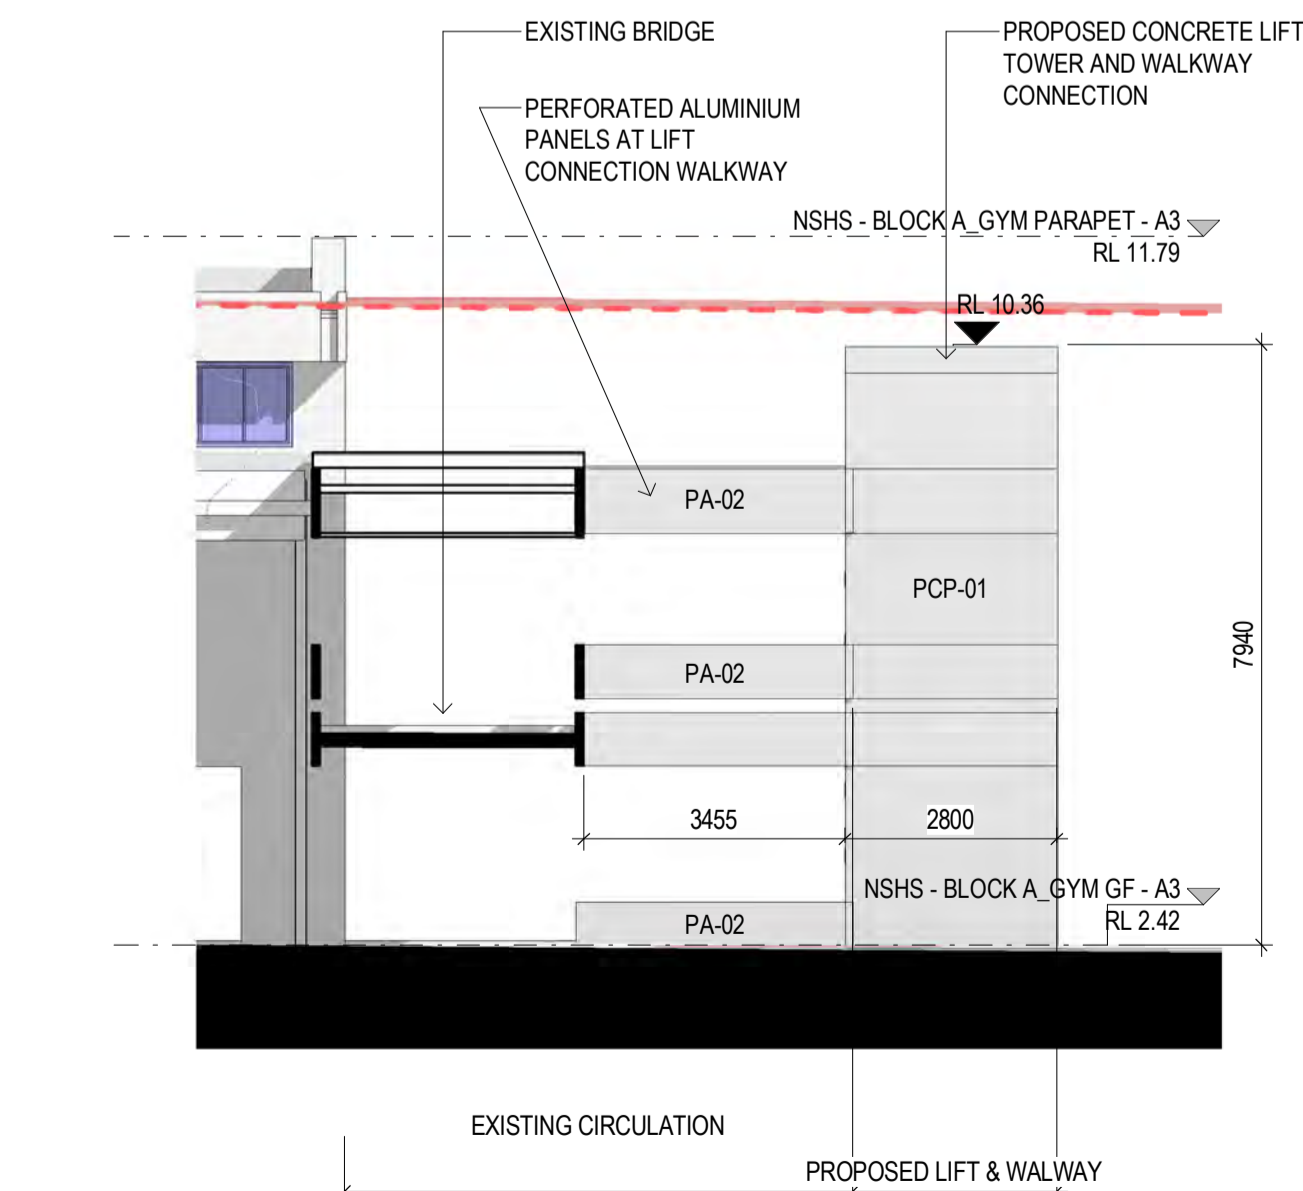 EXISTING BRIDGE
PROPOSED CONCRETE LIFT
TOWER AND WALKWAY
CONNECTION
PERFORATED ALUMINIUM
PANELS AT LIFT
CONNECTION WALKWAY
NSHS - BLOCK A_GYM PARAPET - A3
RL 11.79
RL 10.36
PA-02
PCP-01
7940
PA-02
3455
2800
NSHS - BLOCK A_GYM GF - A3
RL 2.42
PA-02
EXISTING CIRCULATION
PROPOSED LIFT & WALWAY